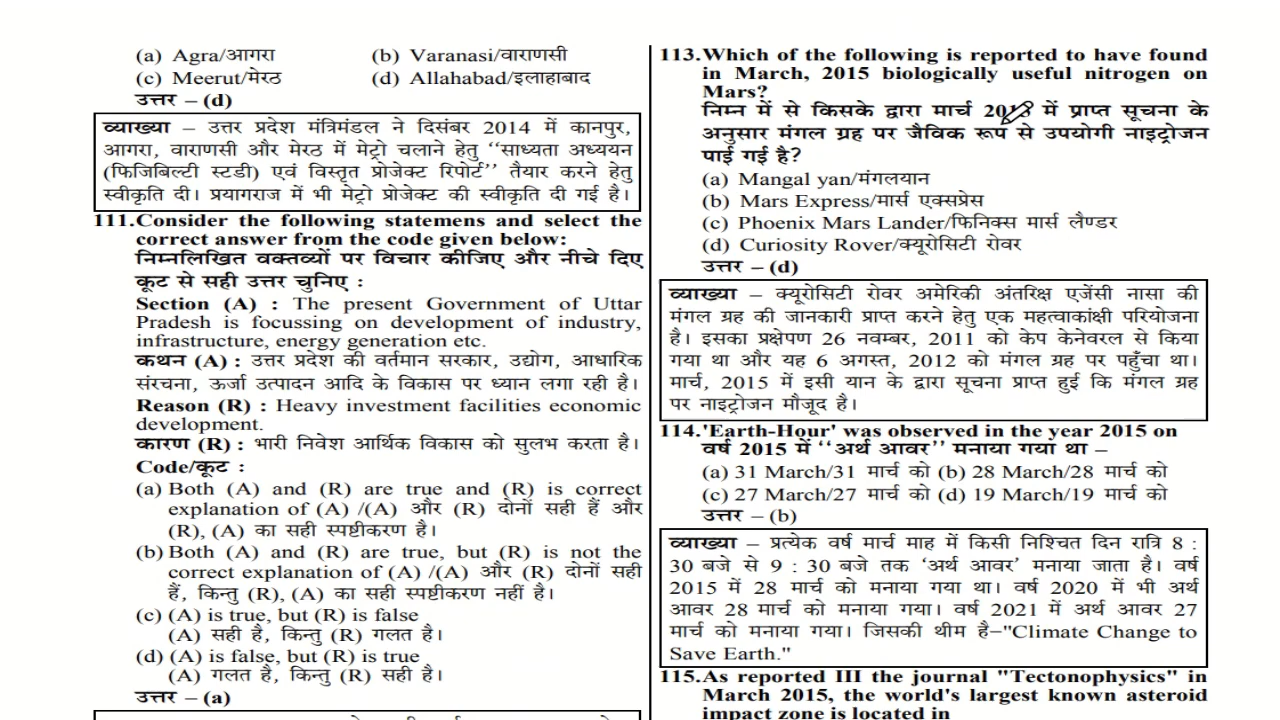 (a) Agra/आगरा (b) Varanasi/वाराणसी
(c) Meerut/मेरठ (d) Allahabad/इलाहाबाद
उत्तर – (d)
व्याख्या – उत्तर प्रदेश मंत्रिमंडल ने दिसंबर 2014 में कानपुर,
आगरा, वाराणसी और मेरठ में मेट्रो चलाने हेतु ‘‘साध्यता अध्ययन
(फिजिबिल्टी स्टडी) एवं विस्तृत प्रोजेक्ट रिपोर्ट’’ तैयार करने हेतु
स्वीकृति दी। प्रयागराज में भी मेट्रो प्रोजेक्ट की स्वीकृति दी गई है।
111. Consider the following statemens and select the
correct answer from the code given below:
निम्नलिखित वक्तव्यों पर विचार कीजिए और नीचे दिए
कूट से सही उत्तर चुनिए :
Section (A) : The present Government of Uttar
Pradesh is focussing on development of industry,
infrastructure, energy generation etc.
कथन (A) : उत्तर प्रदेश की वर्तमान सरकार, उद्योग, आधारिक
संरचना, ऊर्जा उत्पादन आदि के विकास पर ध्यान लगा रही है।
Reason (R) : Heavy investment facilities economic
development.
कारण (R) : भारी निवेश आर्थिक विकास को सुलभ करता है।
Code/कूट :
(a) Both (A) and (R) are true and (R) is correct
explanation of (A) /(A) और (R) दोनों सही हैं और
(R), (A) का सही स्पष्टीकरण है।
(b) Both (A) and (R) are true, but (R) is not the
correct explanation of (A) /(A) और (R) दोनों सही
हैं, किन्तु (R), (A) का सही स्पष्टीकरण नहीं है।
(c) (A) is true, but (R) is false
(A) सही है, किन्तु (R) गलत है।
(d) (A) is false, but (R) is true
(A) गलत है, किन्तु (R) सही है।
उत्तर – (a)
113. Which of the following is reported to have found
in March, 2015 biologically useful nitrogen on
Mars?
निम्न में से किसके द्वारा मार्च 2013 में प्राप्त सूचना के
अनुसार मंगल ग्रह पर जैविक रूप से उपयोगी नाइट्रोजन
पाई गई है?
(a) Mangal yan/मंगलयान
(b) Mars Express/मार्स एक्सप्रेस
(c) Phoenix Mars Lander/फिनिक्स मार्स लैण्डर
(d) Curiosity Rover/क्यूरोसिटी रोवर
उत्तर – (d)
व्याख्या – क्यूरोसिटी रोवर अमेरिकी अंतरिक्ष एजेंसी नासा की
मंगल ग्रह की जानकारी प्राप्त करने हेतु एक महत्वाकांक्षी परियोजना
है। इसका प्रक्षेपण 26 नवम्बर, 2011 को केप केनेवरल से किया
गया था और यह 6 अगस्त, 2012 को मंगल ग्रह पर पहुँचा था।
मार्च, 2015 में इसी यान के द्वारा सूचना प्राप्त हुई कि मंगल ग्रह
पर नाइट्रोजन मौजूद है।
114. 'Earth-Hour' was observed in the year 2015 on
वर्ष 2015 में ‘‘अर्थ आवर’’ मनाया गया था –
(a) 31 March/31 मार्च को (b) 28 March/28 मार्च को
(c) 27 March/27 मार्च को (d) 19 March/19 मार्च को
उत्तर – (b)
व्याख्या – प्रत्येक वर्ष मार्च माह में किसी निश्चित दिन रात्रि 8 :
30 बजे से 9 : 30 बजे तक ‘अर्थ आवर’ मनाया जाता है। वर्ष
2015 में 28 मार्च को मनाया गया था। वर्ष 2020 में भी अर्थ
आवर 28 मार्च को मनाया गया। वर्ष 2021 में अर्थ आवर 27
मार्च को मनाया गया। जिसकी थीम है–"Climate Change to
Save Earth."
115. As reported III the journal "Tectonophysics" in
March 2015, the world's largest known asteroid
impact zone is located in